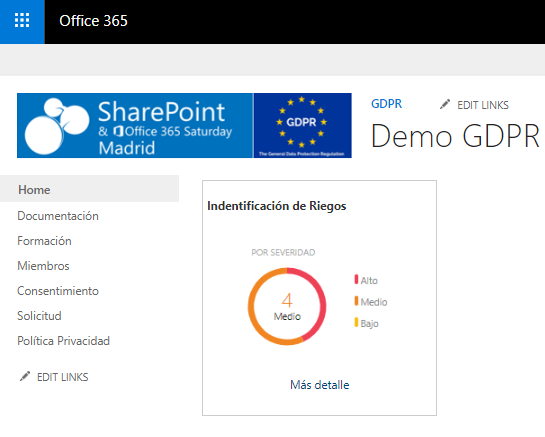 Office 365
SharePoint
& Office 365 Saturday
Madrid
GDPR
The General Data Protection Regulation
GDPR
EDIT LINKS
Demo GDPR
Home
Documentación
Formación
Miembros
Consentimiento
Solicitud
Política Privacidad
EDIT LINKS
Indentificación de Riegos
POR SEVERIDAD
4
Medio
Alto
Medio
Bajo
Más detalle